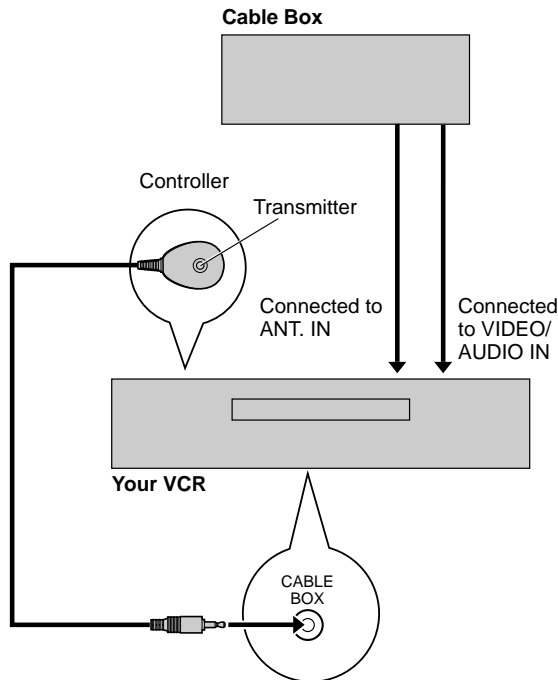 Cable Box
Controller
Transmitter
Connected to
ANT. IN
Connected
to VIDEO/
AUDIO IN
Your VCR
CABLE
BOX